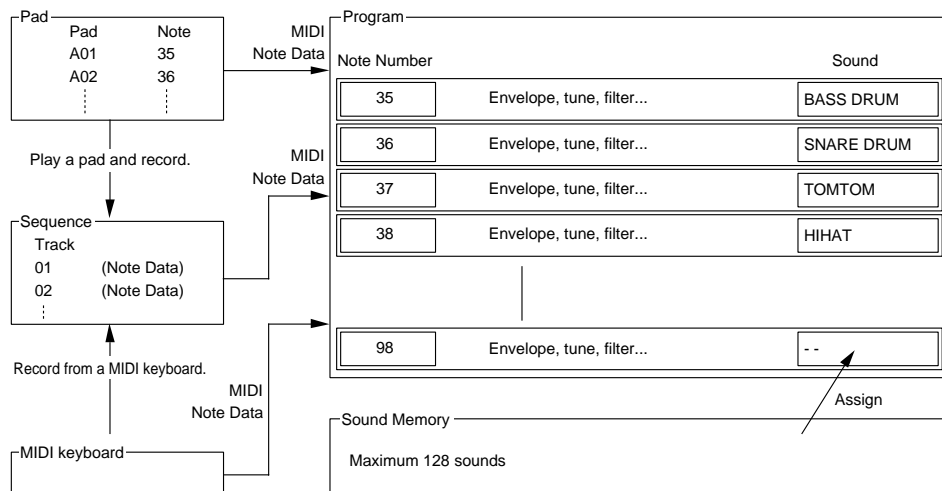 Pad
Pad Note
A01 35
A02 36
Play a pad and record.
Sequence
Track
01 (Note Data)
02 (Note Data)
Record from a MIDI keyboard.
MIDI keyboard
MIDI
Note Data
MIDI
Note Data
MIDI
Note Data
Program
Note Number Sound
35 Envelope, tune, filter... BASS DRUM
36 Envelope, tune, filter... SNARE DRUM
37 Envelope, tune, filter... TOMTOM
38 Envelope, tune, filter... HIHAT
98 Envelope, tune, filter... - -
Assign
Sound Memory
Maximum 128 sounds